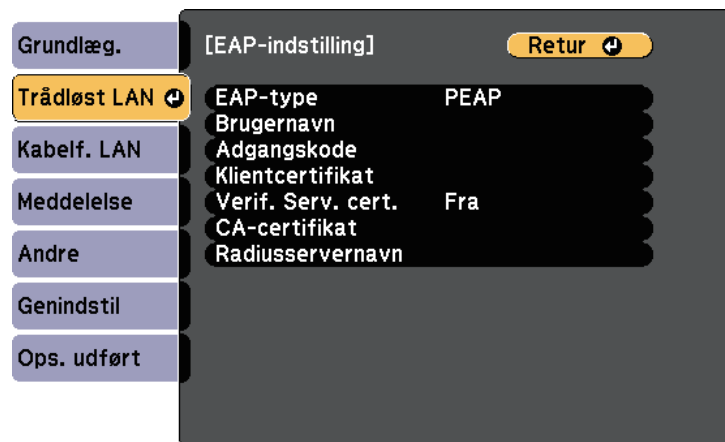 Grundlæg.
Trådløst LAN
Kabelf. LAN
Meddelelse
Andre
Genindstil
Ops. udført
[EAP-indstilling]
Retur
EAP-type PEAP
Brugernavn
Adgangskode
Klientcertifikat
Verif. Serv. cert. Fra
CA-certifikat
Radiusservernavn